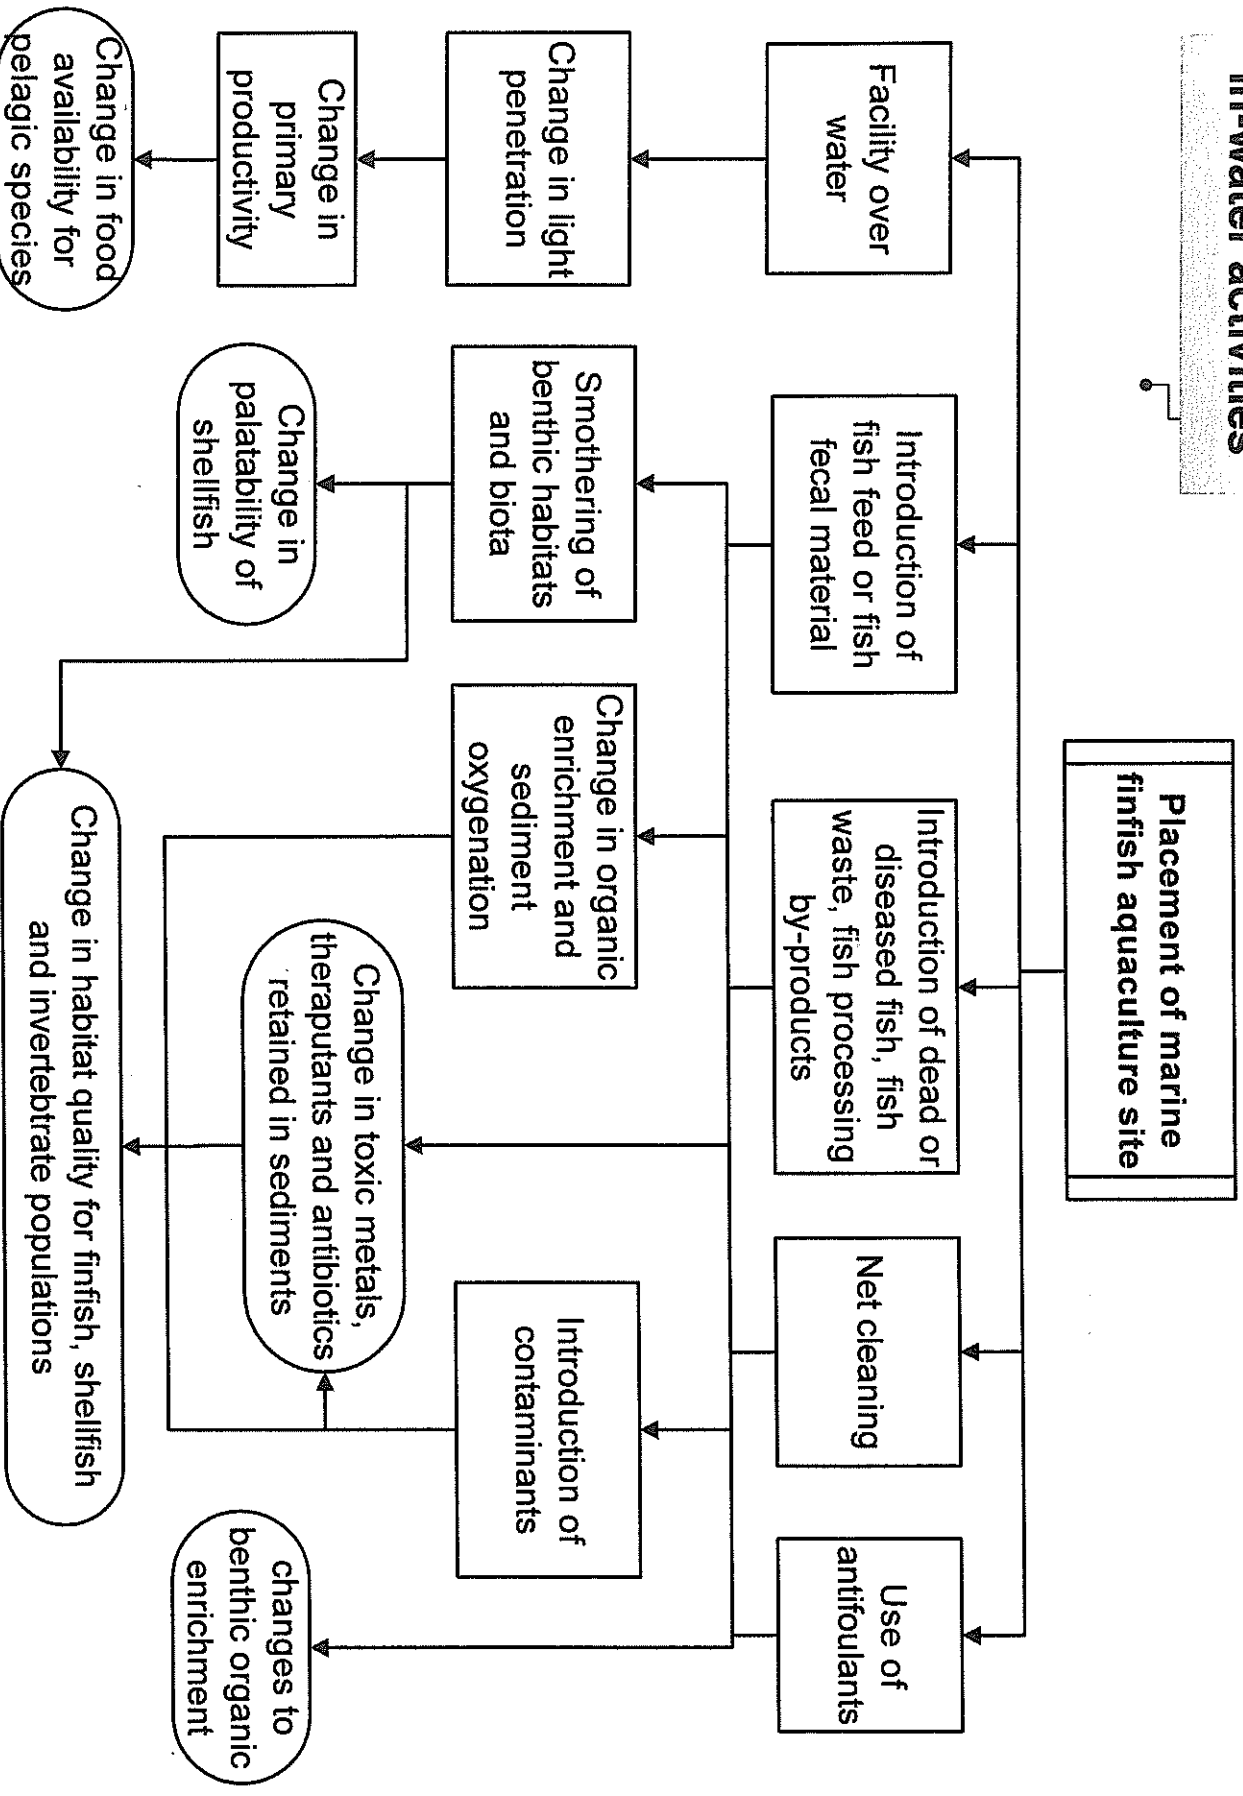 In-water activities
Placement of marine
finfish aquaculture site
Facility over
water
Introduction of
fish feed or fish
fecal material
Introduction of dead or
diseased fish, fish
waste, fish processing
by-products
Net cleaning
Use of
antifoulants
Change in light
penetration
Smothering of
benthic habitats
and biota
Change in organic
enrichment and
sediment
oxygenation
Introduction of
contaminants
Change in
primary
productivity
Change in
palatability of
shellfish
Change in toxic metals,
theraputants and antibiotics
retained in sediments
changes to
benthic organic
enrichment
Change in food
availability for
pelagic species
Change in habitat quality for finfish, shellfish
and invertebtrate populations